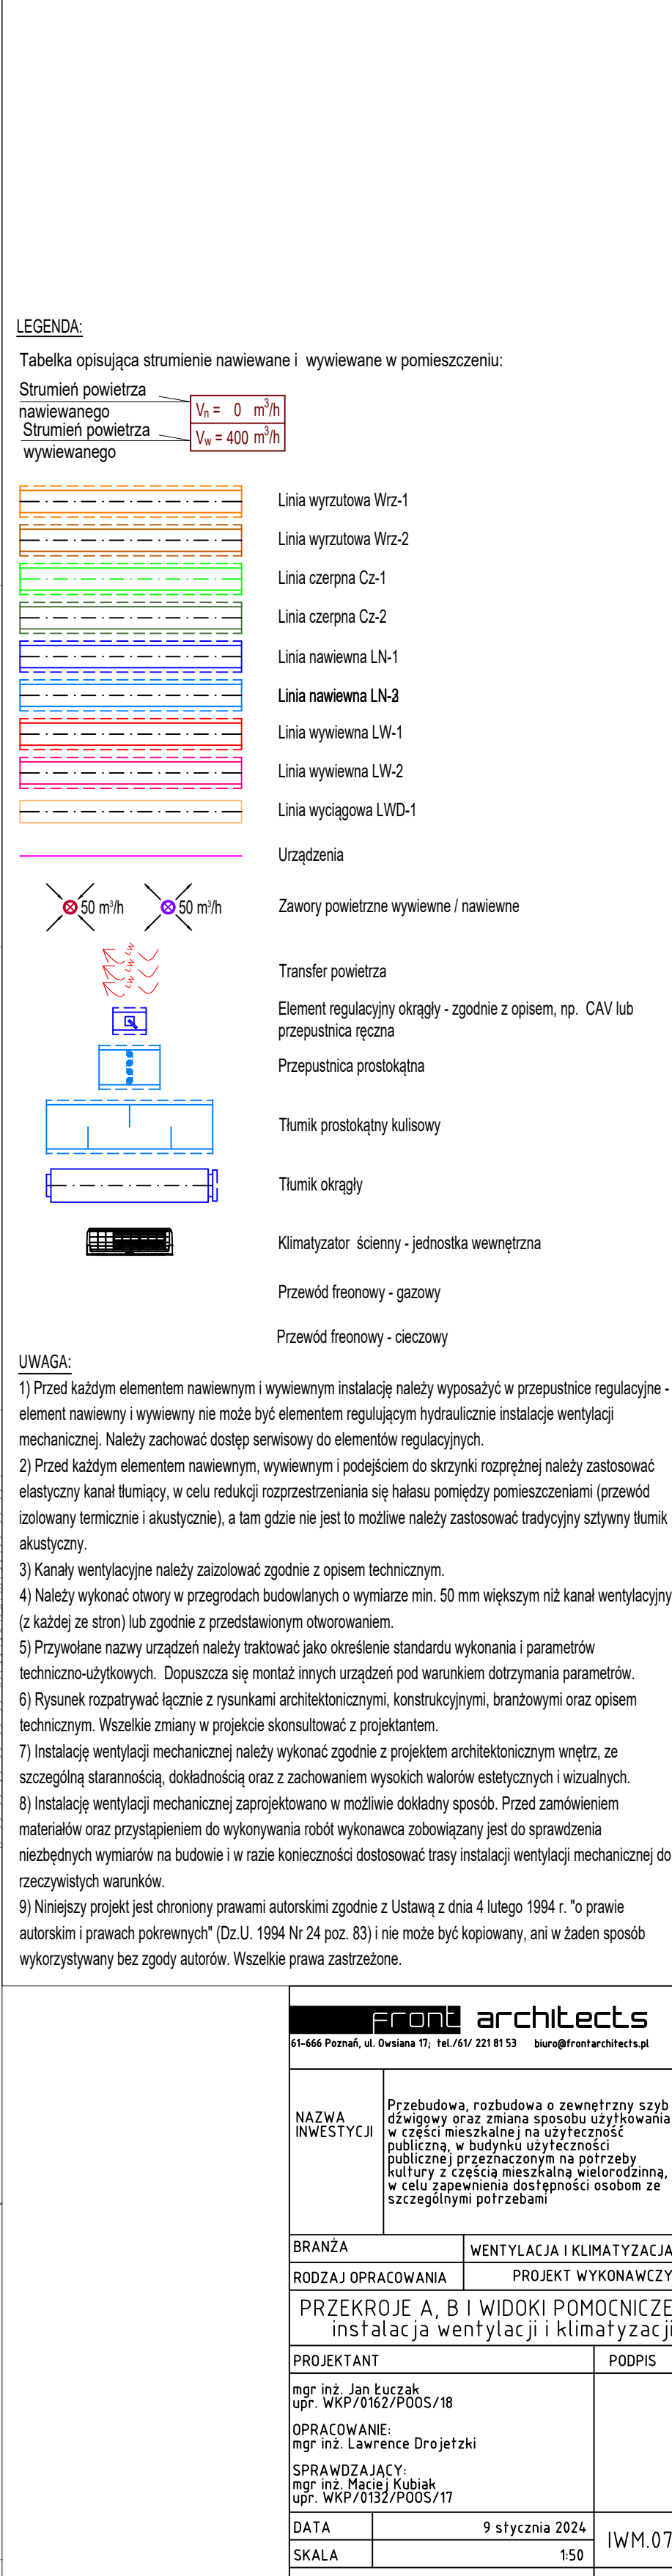 LEGENDA:
Tabelka opisująca strumienie nawiewane i wywiewane w pomieszczeniu:
Strumień powietrza
nawiewanego
Vn = 0 m³/h
Strumień powietrza
wywiewanego
Vw = 400 m³/h
Linia wyrzutowa Wrz-1
Linia wyrzutowa Wrz-2
Linia czerpna Cz-1
Linia czerpna Cz-2
Linia nawiewna LN-1
Linia nawiewna
Linia wywiewna LW-1
Linia wywiewna LW-2
Linia wyciągowa LWD-1
Urządzenia
50 m³/h 50 m³/h Zawory powietrzne wywiewne / nawiewne
Transfer powietrza
Element regulacyjny okrągły - zgodnie z opisem, np. CAV lub
przepustnica ręczna
Przepustnica prostokątna
Tłumik prostokątny kulisowy
Tłumik okrągły
Klimatyzator ścienny - jednostka wewnętrzna
Przewód freonowy - gazowy
Przewód freonowy - cieczowy
UWAGA:
1) Przed każdym elementem nawiewnym i wywiewnym instalację należy wyposażyć w przepustnice regulacyjne -
element nawiewny i wywiewny nie może być elementem regulującym hydraulicznie instalacje wentylacji
mechanicznej. Należy zachować dostęp serwisowy do elementów regulacyjnych.
2) Przed każdym elementem nawiewnym, wywiewnym i podejściem do skrzynki rozprężnej należy zastosować
elastyczny kanał tłumiący, w celu redukcji rozprzestrzeniania się hałasu pomiędzy pomieszczeniami (przewód
izolowany termicznie i akustycznie), a tam gdzie nie jest to możliwe należy zastosować tradycyjny sztywny tłumik
akustyczny.
3) Kanały wentylacyjne należy zaizolować zgodnie z opisem technicznym.
4) Należy wykonać otwory w przegrodach budowlanych o wymiarze min. 50 mm większym niż kanał wentylacyjny
(z każdej ze stron) lub zgodnie z przedstawionym otworowaniem.
5) Przywołane nazwy urządzeń należy traktować jako określenie standardu wykonania i parametrów
techniczno-użytkowych. Dopuszcza się montaż innych urządzeń pod warunkiem dotrzymania parametrów.
6) Rysunek rozpatrywać łącznie z rysunkami architektonicznymi, konstrukcyjnymi, branżowymi oraz opisem
technicznym. Wszelkie zmiany w projekcie skonsultować z projektantem.
7) Instalację wentylacji mechanicznej należy wykonać zgodnie z projektem architektonicznym wnętrz, ze
szczególną starannością, dokładnością oraz z zachowaniem wysokich walorów estetycznych i wizualnych.
8) Instalację wentylacji mechanicznej zaprojektowano w możliwie dokładny sposób. Przed zamówieniem
materiałów oraz przystąpieniem do wykonywania robót wykonawca zobowiązany jest do sprawdzenia
niezbędnych wymiarów na budowie i w razie konieczności dostosować trasy instalacji wentylacji mechanicznej do
rzeczywistych warunków.
9) Niniejszy projekt jest chroniony prawami autorskimi zgodnie z Ustawą z dnia 4 lutego 1994 r. "o prawie
autorskim i prawach pokrewnych" (Dz.U. 1994 Nr 24 poz. 83) i nie może być kopiowany, ani w żaden sposób
wykorzystywany bez zgody autorów. Wszelkie prawa zastrzeżone.
front architects
61-666 Poznań, ul. Owsiana 17; tel./61/ 221 81 53 biuro@frontarchitects.pl
NAZWA
INWESTYCJI
Przebudowa, rozbudowa o zewnętrzny szyb
dźwigowy oraz zmiana sposobu użytkowania
w części mieszkalnej na użyteczność
publiczną, w budynku użyteczności
publicznej przeznaczonym na potrzeby
kultury z częścią mieszkalną wielorodzinną,
w celu zapewnienia dostępności osobom ze
szczególnymi potrzebami
BRANŻA WENTYLACJA I KLIMATYZACJA
RODZAJ OPRACOWANIA PROJEKT WYKONAWCZY
PRZEKROJE A, B I WIDOKI POMOCNICZE
instalacja wentylacji i klimatyzacji
PROJEKTANT PODPIS
mgr inż. Jan Łuczak
upr. WKP/0162/POOS/18
OPRACOWANIE:
mgr inż. Lawrence Drojetzki
SPRAWDZAJĄCY:
mgr inż. Maciej Kubiak
upr. WKP/0132/POOS/17
DATA 9 stycznia 2024
IWM.07
SKALA 1:50